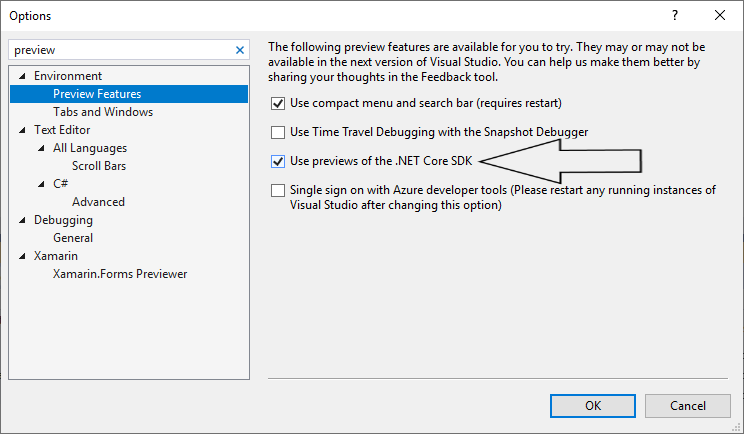 Options
preview
Environment
Preview Features
Tabs and Windows
Text Editor
All Languages
Scroll Bars
C#
Advanced
Debugging
General
Xamarin
Xamarin.Forms Previewer
The following preview features are available for you to try. They may or may not be
available in the next version of Visual Studio. You can help us make them better by
sharing your thoughts in the Feedback tool.
Use compact menu and search bar (requires restart)
Use Time Travel Debugging with the Snapshot Debugger
Use previews of the .NET Core SDK
Single sign on with Azure developer tools (Please restart any running instances of
Visual Studio after changing this option)
OK
Cancel